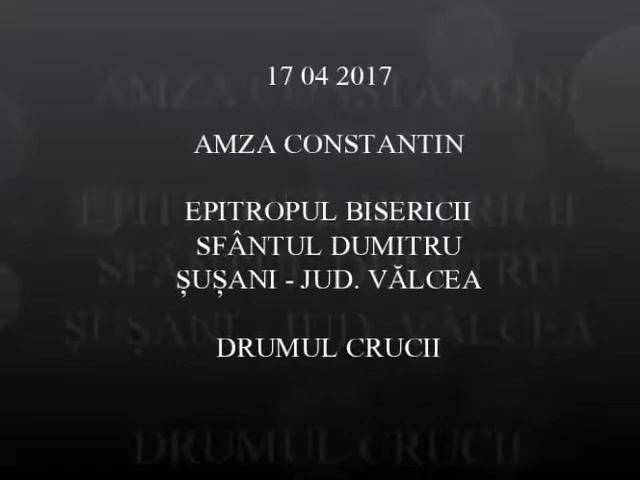 17 04 2017
AMZA CONSTANTIN
EPITROPUL BISERICII
SFÂNTUL DUMITRU
ȘUȘANI - JUD. VĂLCEA
DRUMUL CRUCII